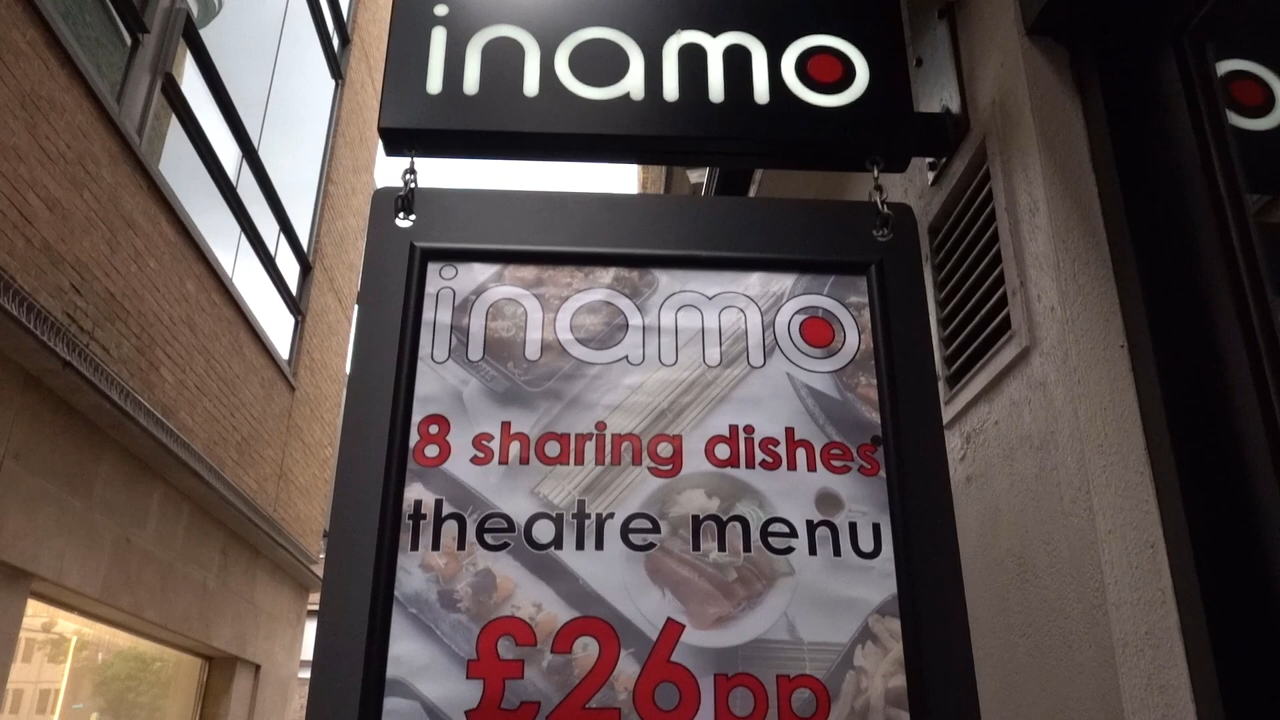 inamo
inamo
8 sharing dishes
theatre menu
£26pp